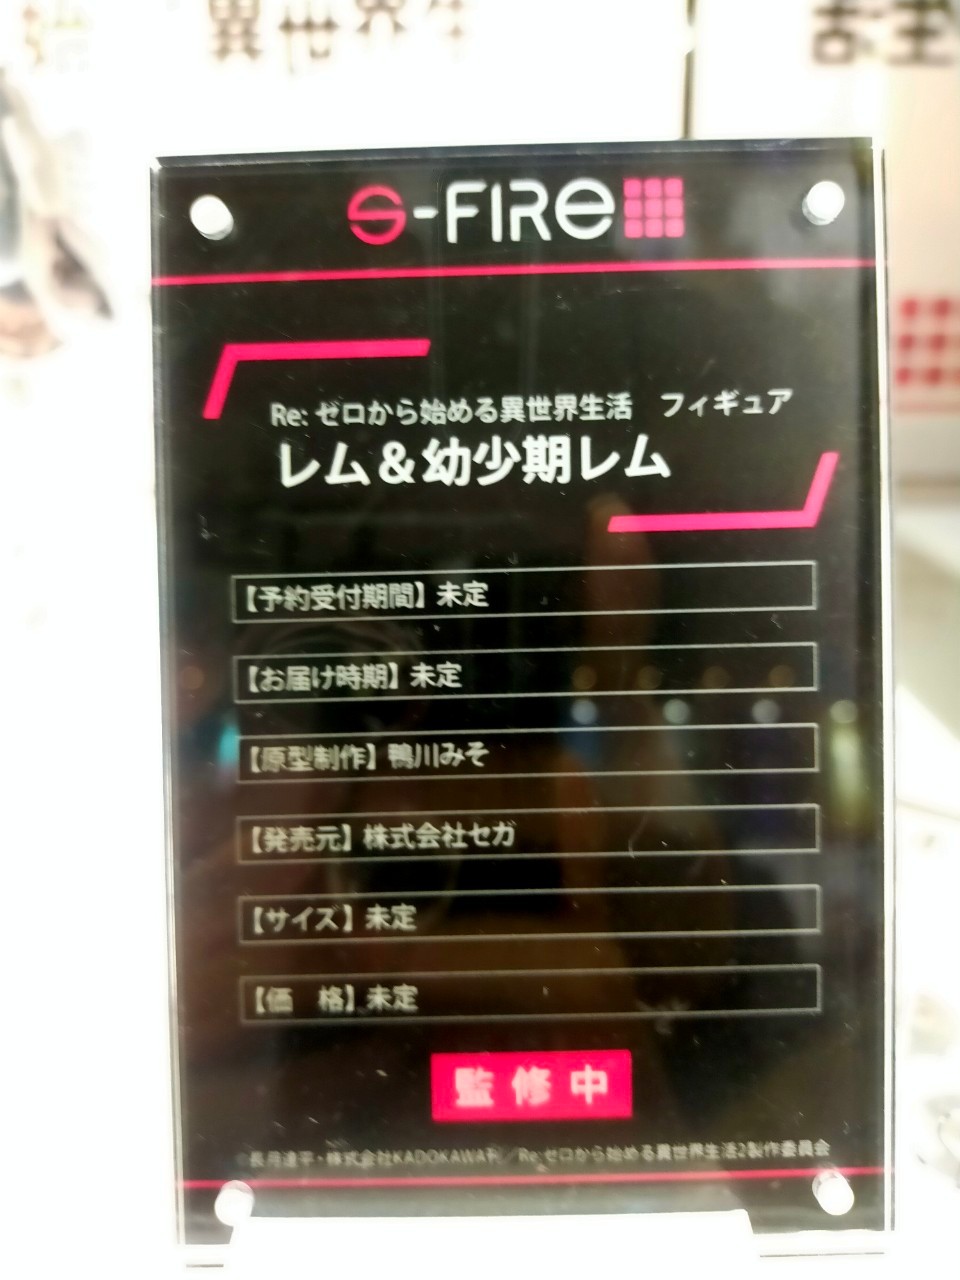 異世界生
S-FIRE
Re: ゼロから始める異世界生活　フィギュア
レム＆幼少期レム
【予約受付期間】未定
【お届け時期】未定
【原型制作】鴨川みそ
【発売元】株式会社セガ
【サイズ】未定
【価　格】未定
監修中
©長月達平・株式会社KADOKAWA刊／Re:ゼロから始める異世界生活2製作委員会